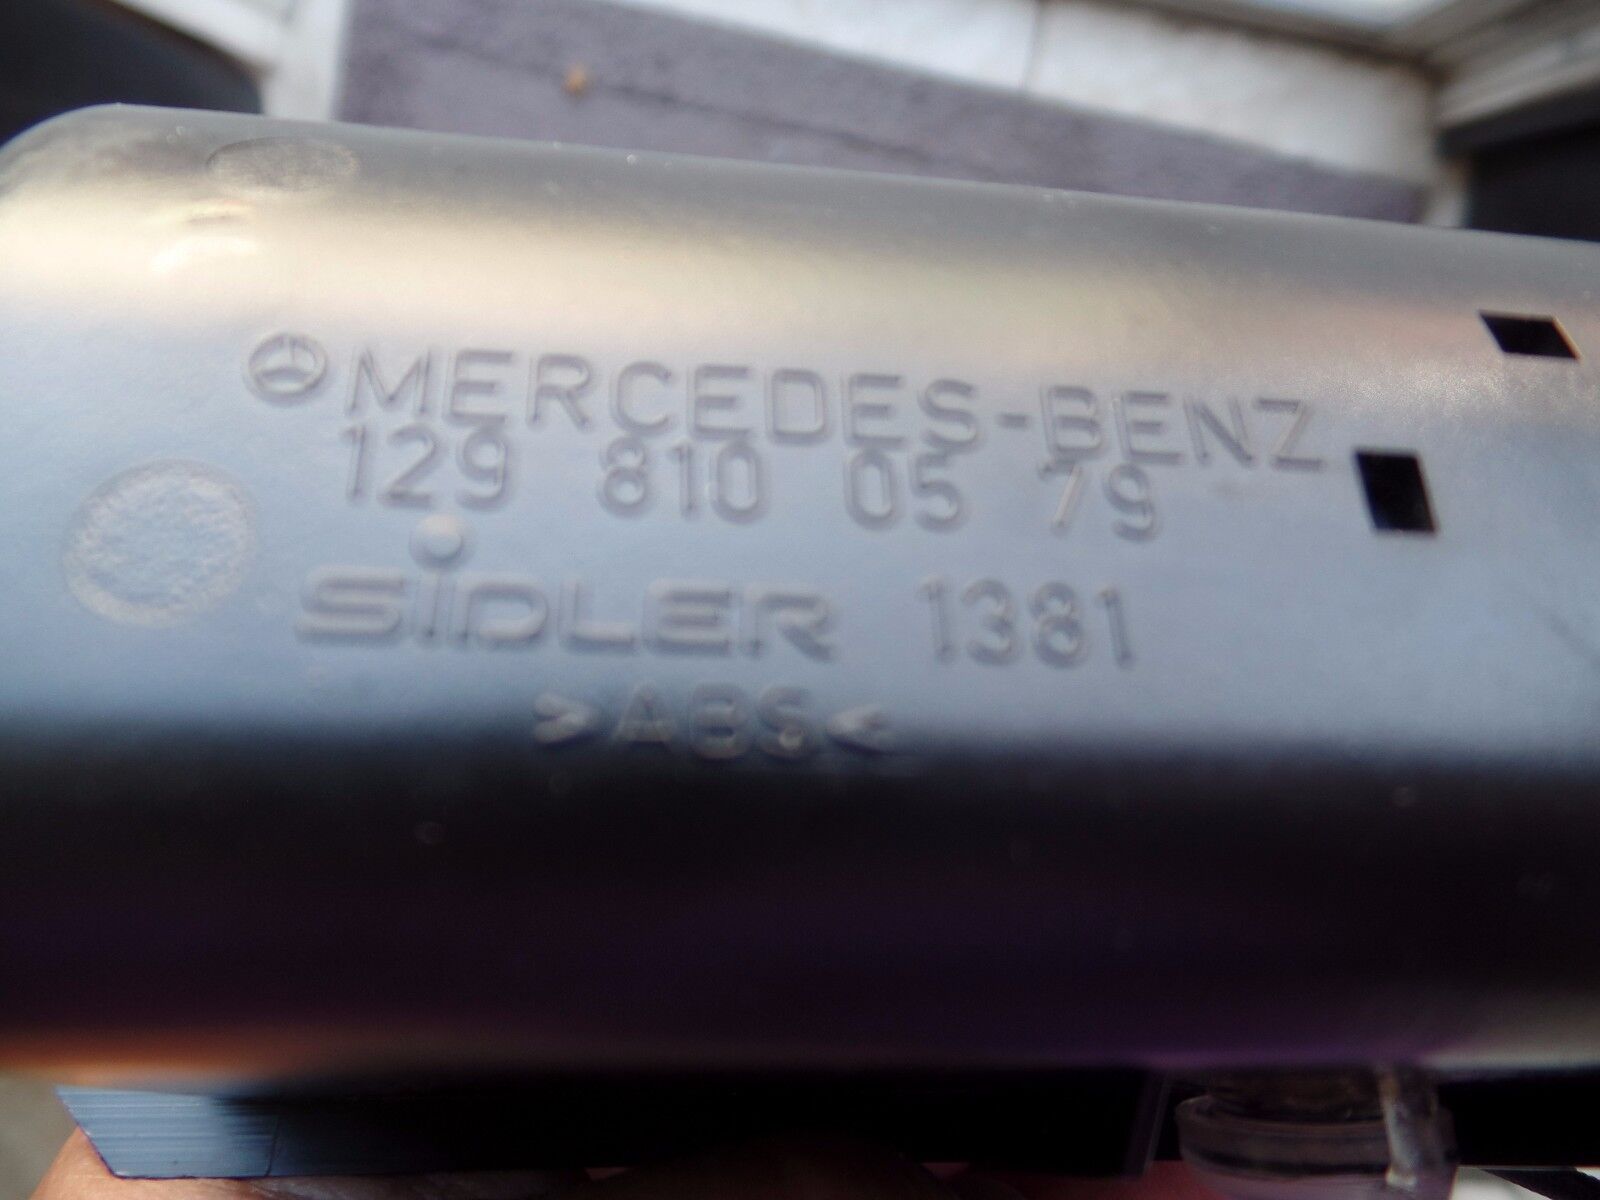 MERCEDES-BENZ
129 810 05 79
SiDLER 1381
>ABS<